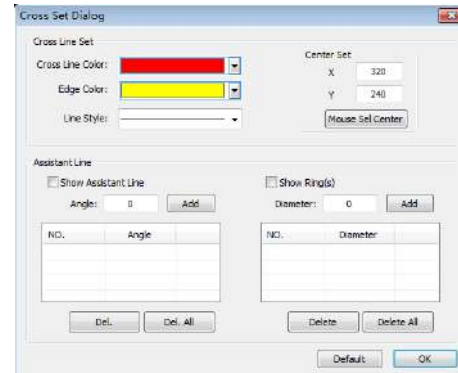 Cross Set Dialog
Cross Line Set
Cross Line Color:
Edge Color:
Line Style:
Center Set
X 320
Y 240
Mouse Sel Center
Assistant Line
Show Assistant Line
Angle: 0 Add
NO. Angle
Del. Del. All
Show Ring(s)
Diameter: 0 Add
NO. Diameter
Delete Delete All
Default OK